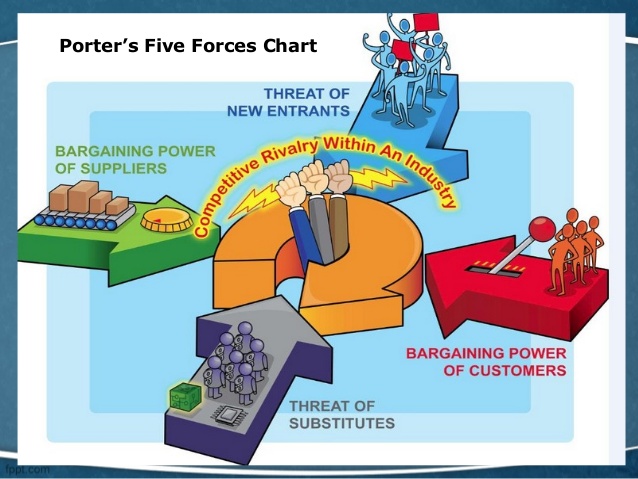 Porter's Five Forces Chart
THREAT OF
NEW ENTRANTS
BARGAINING POWER
OF SUPPLIERS
Competitive Rivalry Within An Industry
BARGAINING POWER
OF CUSTOMERS
THREAT OF
SUBSTITUTES
fppt.com